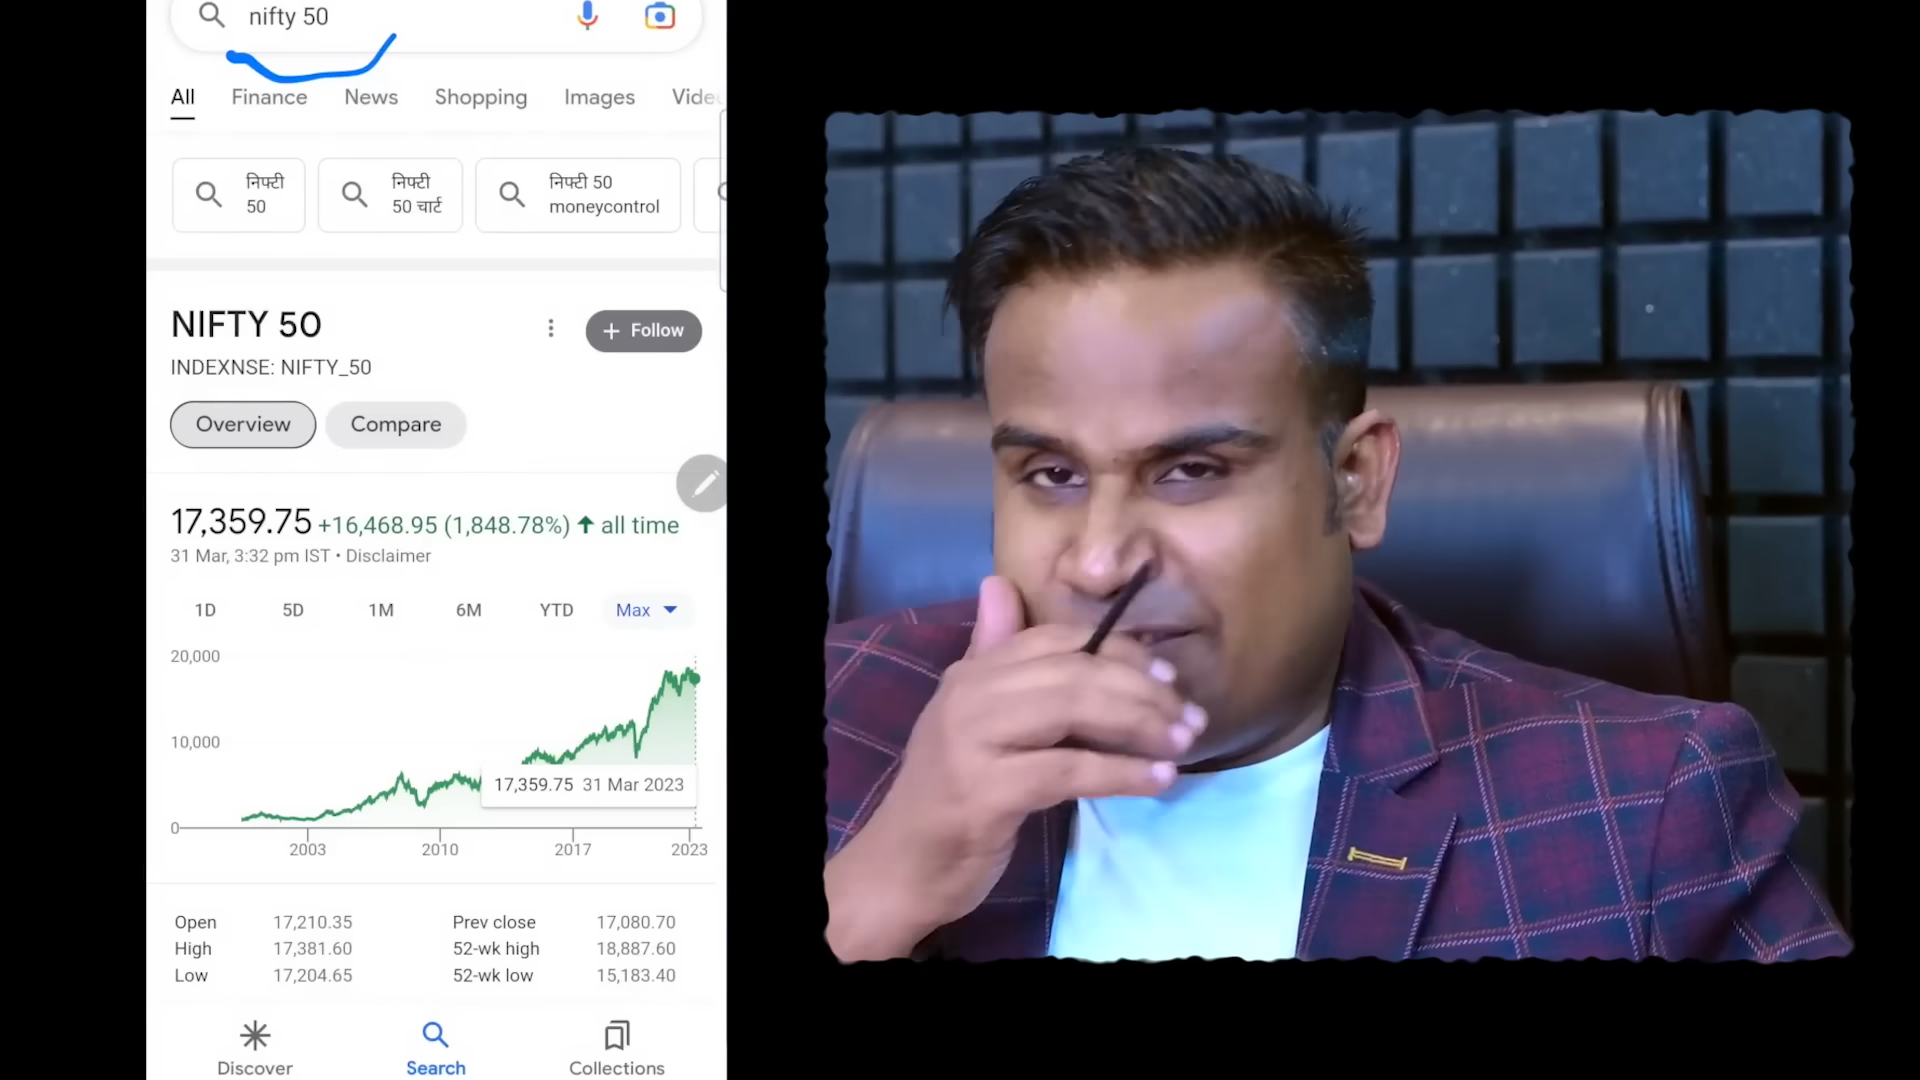 nifty 50
All Finance News Shopping Images Vide
निफ्टी
50
निफ्टी
50 चार्ट
निफ्टी 50
moneycontrol
NIFTY 50
+ Follow
INDEXNSE: NIFTY_50
Overview Compare
17,359.75 +16,468.95 (1,848.78%) ↑ all time
31 Mar, 3:32 pm IST • Disclaimer
1D 5D 1M 6M YTD Max
20,000
10,000
17,359.75 31 Mar 2023
0
2003 2010 2017 2023
Open 17,210.35 Prev close 17,080.70
High 17,381.60 52-wk high 18,887.60
Low 17,204.65 52-wk low 15,183.40
Discover Search Collections